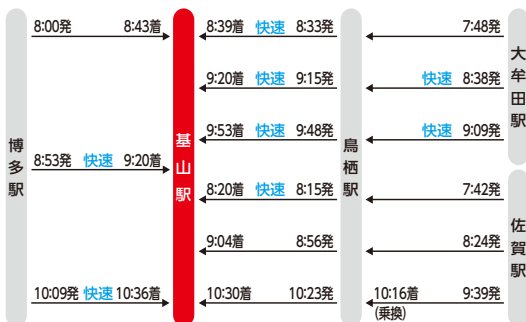 8:00発 8:43着 8:39着 快速 8:33発 7:48発
9:20着 快速 9:15発 快速 8:38発
大牟田駅
9:53着 快速 9:48発 快速 9:09発
博多駅
基山駅
鳥栖駅
8:53発 快速 9:20着
8:20着 快速 8:15発 7:42発
佐賀駅
9:04着 8:56発 8:24発
10:09発 快速 10:36着 10:30着 10:23発 10:16着 9:39発
(乗換)